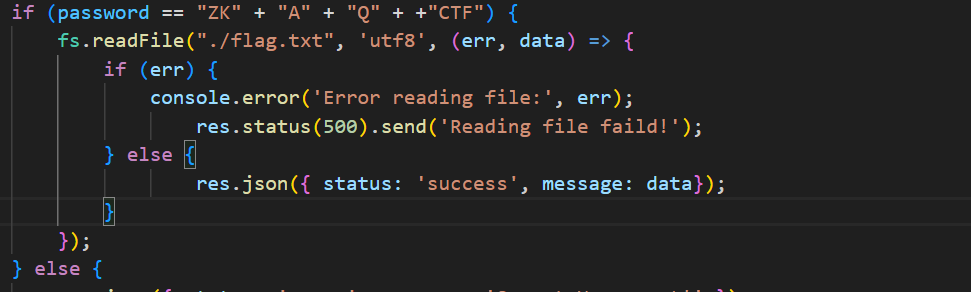 if (password == "ZK" + "A" + "Q" + +"CTF") {
fs.readFile("./flag.txt", 'utf8', (err, data) => {
if (err) {
console.error('Error reading file:', err);
res.status(500).send('Reading file faild!');
} else {
res.json({ status: 'success', message: data});
}
});
} else {